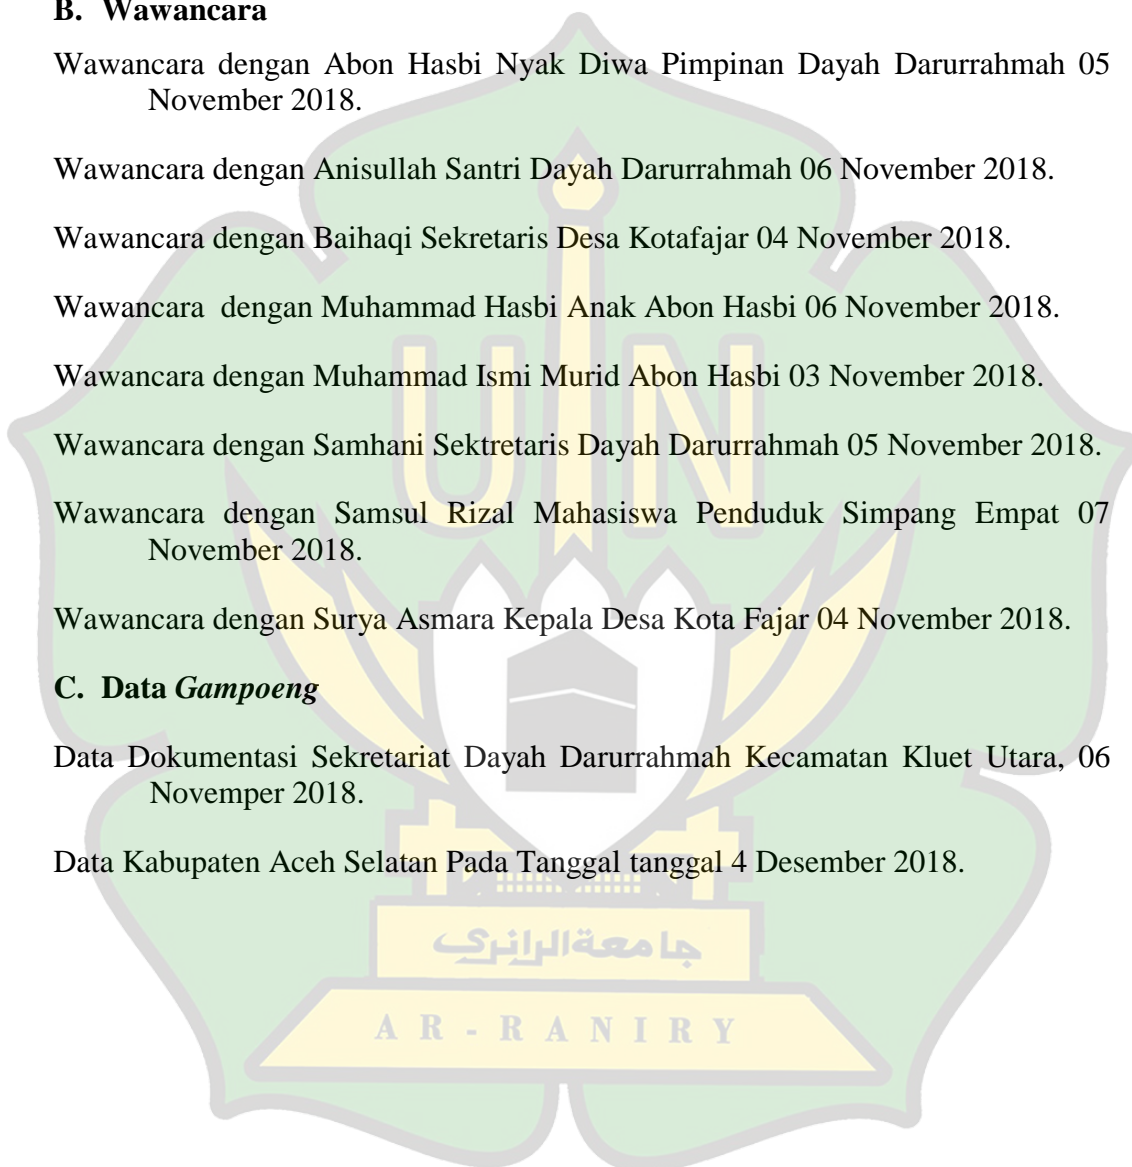 B. Wawancara
Wawancara dengan Abon Hasbi Nyak Diwa Pimpinan Dayah Darurrahmah 05
November 2018.
Wawancara dengan Anisullah Santri Dayah Darurrahmah 06 November 2018.
Wawancara dengan Baihaqi Sekretaris Desa Kotafajar 04 November 2018.
Wawancara dengan Muhammad Hasbi Anak Abon Hasbi 06 November 2018.
Wawancara dengan Muhammad Ismi Murid Abon Hasbi 03 November 2018.
Wawancara dengan Samhani Sektretaris Dayah Darurrahmah 05 November 2018.
Wawancara dengan Samsul Rizal Mahasiswa Penduduk Simpang Empat 07
November 2018.
Wawancara dengan Surya Asmara Kepala Desa Kota Fajar 04 November 2018.
C. Data Gampoeng
Data Dokumentasi Sekretariat Dayah Darurrahmah Kecamatan Kluet Utara, 06
Novemper 2018.
Data Kabupaten Aceh Selatan Pada Tanggal tanggal 4 Desember 2018.
UIN
جامعة الرانري
AR-RANIRY